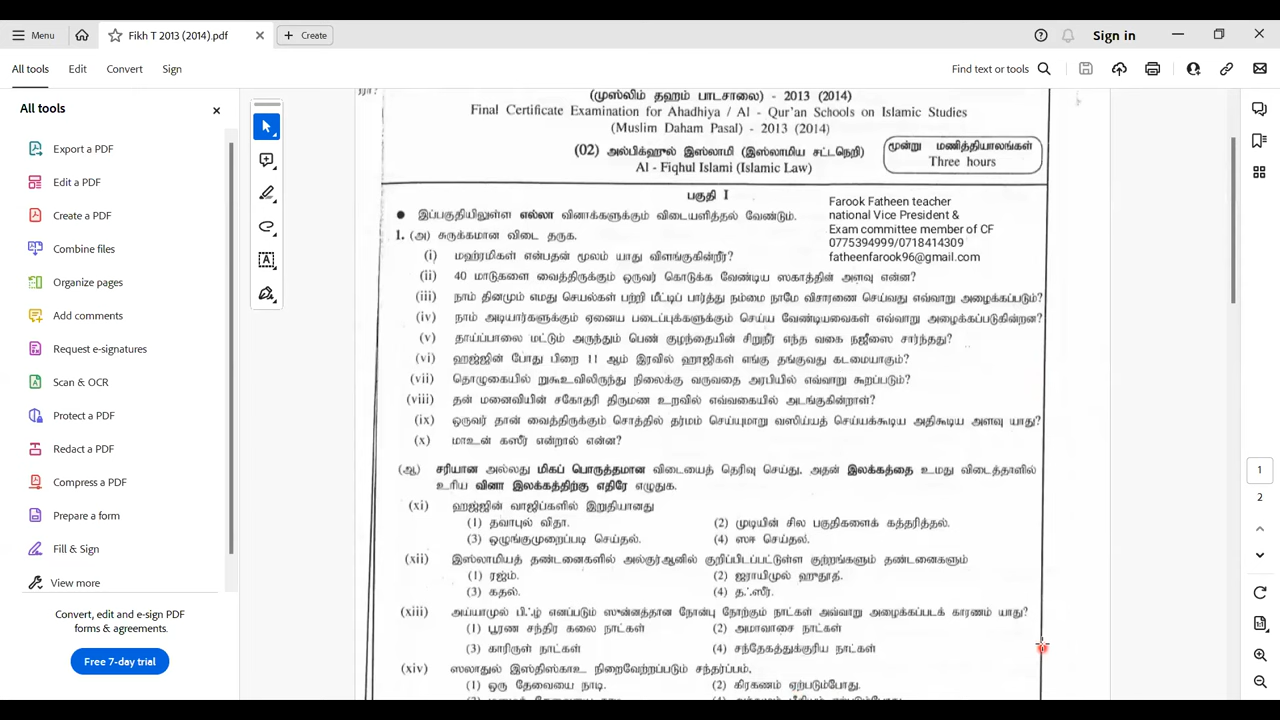 Menu
Fikh T 2013 (2014).pdf
Create
Sign in
All tools
Edit
Convert
Sign
Find text or tools
All tools
Export a PDF
Edit a PDF
Create a PDF
Combine files
Organize pages
Add comments
Request e-signatures
Scan & OCR
Protect a PDF
Redact a PDF
Compress a PDF
Prepare a form
Fill & Sign
View more
Convert, edit and e-sign PDF
forms & agreements.
Free 7-day trial
(முஸ்லிம் தஹம் பாடசாலை) - 2013 (2014)
Final Certificate Examination for Ahadhiya / Al - Qur'an Schools on Islamic Studies
(Muslim Daham Pasal) - 2013 (2014)
(02) அல்பிக்ஹுல் இஸ்லாமி (இஸ்லாமிய சட்டநெறி)
Al - Fiqhul Islami (Islamic Law)
மூன்று மணித்தியாலங்கள்
Three hours
பகுதி I
Farook Fatheen teacher
national Vice President &
Exam committee member of CF
0775394999/0718414309
fatheenfarook96@gmail.com
● இப்பகுதியிலுள்ள எல்லா வினாக்களுக்கும் விடையளித்தல் வேண்டும்.
1. (அ) சுருக்கமான விடை தருக.
(i) மஹ்ரமிகள் என்பதன் மூலம் யாது விளங்குகின்றீர்?
(ii) 40 மாடுகளை வைத்திருக்கும் ஒருவர் கொடுக்க வேண்டிய ஸகாத்தின் அளவு என்ன?
(iii) நாம் தினமும் எமது செயல்கள் பற்றி மீட்டிப் பார்த்து நம்மை நாமே விசாரணை செய்வது எவ்வாறு அழைக்கப்படும்?
(iv) நாம் அடியார்களுக்கும் ஏனைய படைப்புக்களுக்கும் செய்ய வேண்டியவைகள் எவ்வாறு அழைக்கப்படுகின்றன?
(v) தாய்ப்பாலை மட்டும் அருந்தும் பெண் குழந்தையின் சிறுநீர் எந்த வகை நஜீஸை சார்ந்தது?
(vi) ஹஜ்ஜின் போது பிறை 11 ஆம் இரவில் ஹாஜிகள் எங்கு தங்குவது கடமையாகும்?
(vii) தொழுகையில் றுகூஉவிலிருந்து நிலைக்கு வருவதை அரபியில் எவ்வாறு கூறப்படும்?
(viii) தன் மனைவியின் சகோதரி திருமண உறவில் எவ்வகையில் அடங்குகின்றாள்?
(ix) ஒருவர் தான் வைத்திருக்கும் சொத்தில் தர்மம் செய்யுமாறு வஸிய்யத் செய்யக்கூடிய அதிகூடிய அளவு யாது?
(x) மாஉன் கஸீர் என்றால் என்ன?
(ஆ) சரியான அல்லது மிகப் பொருத்தமான விடையைத் தெரிவு செய்து, அதன் இலக்கத்தை உமது விடைத்தாளில்
உரிய வினா இலக்கத்திற்கு எதிரே எழுதுக.
(xi) ஹஜ்ஜின் வாஜிப்களில் இறுதியானது
(1) தவாபுல் விதா. (2) முடியின் சில பகுதிகளைக் கத்தரித்தல்.
(3) ஒழுங்குமுறைப்படி செய்தல். (4) ஸஈ செய்தல்.
(xii) இஸ்லாமியத் தண்டனைகளில் அல்குர்ஆனில் குறிப்பிடப்பட்டுள்ள குற்றங்களும் தண்டனைகளும்
(1) ரஜ்ம். (2) ஜராயிமுல் ஹுதூத்.
(3) கதல். (4) தஃஸீர்.
(xiii) அய்யாமுல் பீழ் எனப்படும் ஸுன்னத்தான நோன்பு நோற்கும் நாட்கள் அவ்வாறு அழைக்கப்படக் காரணம் யாது?
(1) பூரண சந்திர கலை நாட்கள் (2) அமாவாசை நாட்கள்
(3) காரிருள் நாட்கள் (4) சந்தேகத்துக்குரிய நாட்கள்
(xiv) ஸலாதுல் இஸ்திஸ்காஉ நிறைவேற்றப்படும் சந்தர்ப்பம்,
(1) ஒரு தேவையை நாடி. (2) கிரகணம் ஏற்படும்போது.
1
2